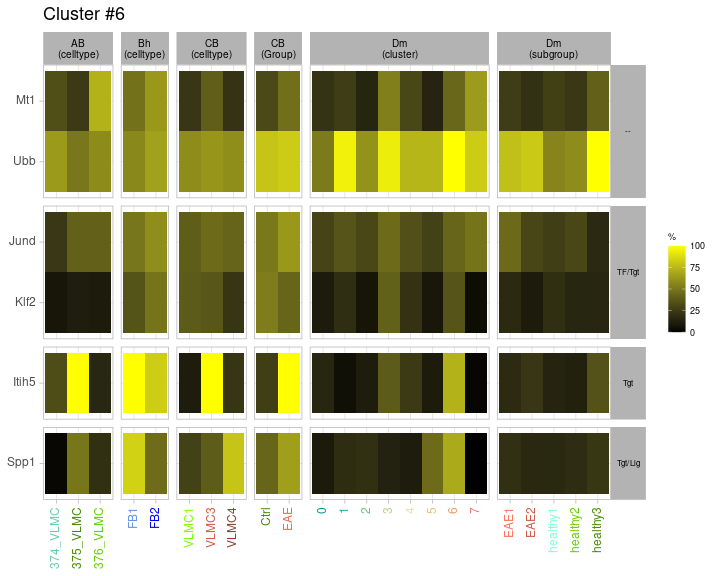 Cluster #6
AB
(celltype)
Bh
(celltype)
CB
(celltype)
CB
(Group)
Dm
(cluster)
Dm
(subgroup)
Mt1
Ubb
--
Jund
Klf2
TF/Tgt
Itih5
Tgt
Spp1
Tgt/Lig
%
100
75
50
25
0
374_VLMC
375_VLMC
376_VLMC
FB1
FB2
VLMC1
VLMC3
VLMC4
Ctrl
EAE
0
1
2
3
4
5
6
7
EAE1
EAE2
healthy1
healthy2
healthy3